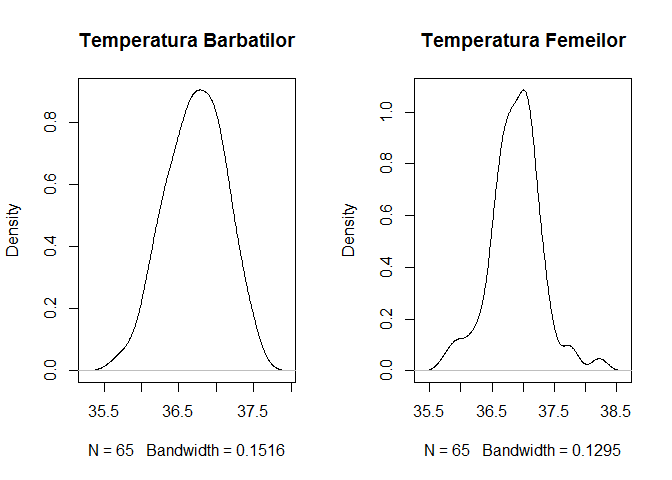 Temperatura Barbatilor
Density
0.0 0.2 0.4 0.6 0.8
35.5 36.5 37.5
N = 65 Bandwidth = 0.1516
Temperatura Femeilor
Density
0.0 0.2 0.4 0.6 0.8 1.0
35.5 36.5 37.5 38.5
N = 65 Bandwidth = 0.1295